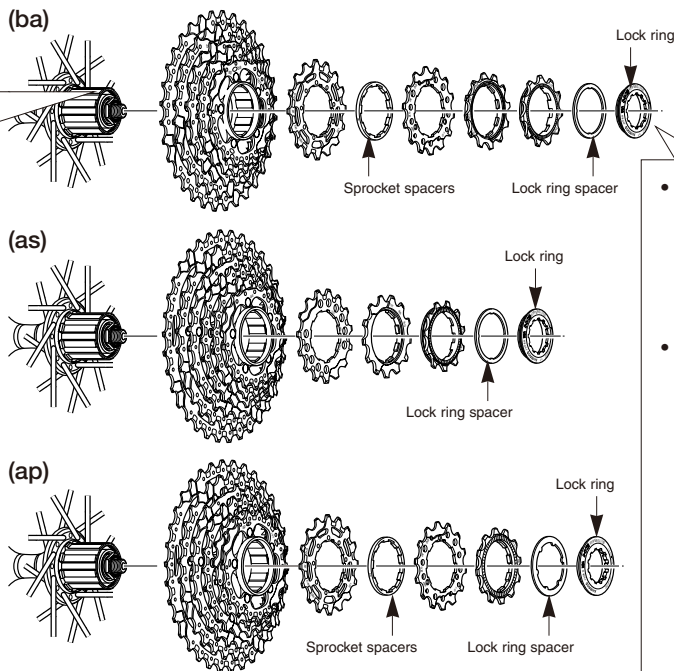 (ba)
Lock ring
Sprocket spacers
Lock ring spacer
(as)
Lock ring
Lock ring spacer
(ap)
Lock ring
Sprocket spacers
Lock ring spacer
•
•